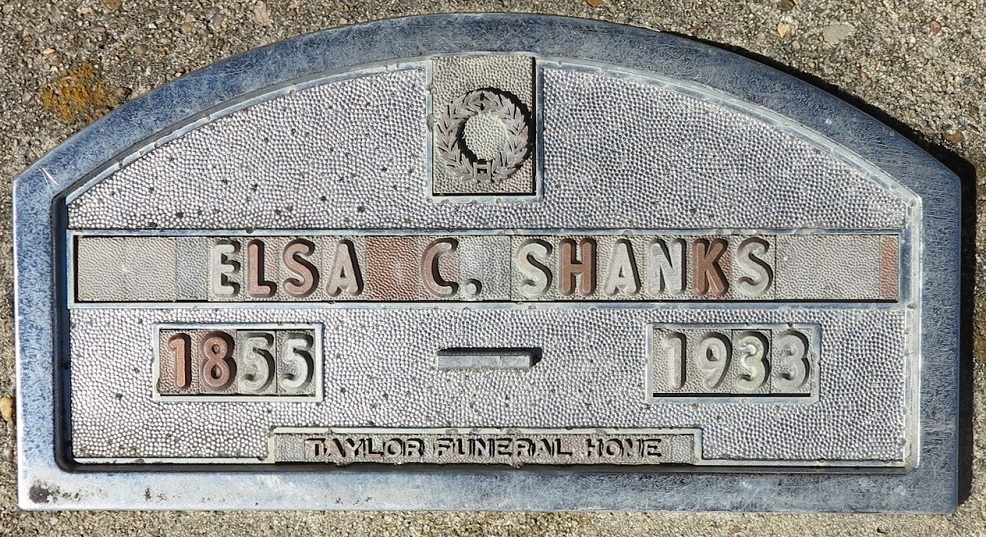 ELSA C. SHANKS
1855 — 1933
TAYLOR FUNERAL HOME